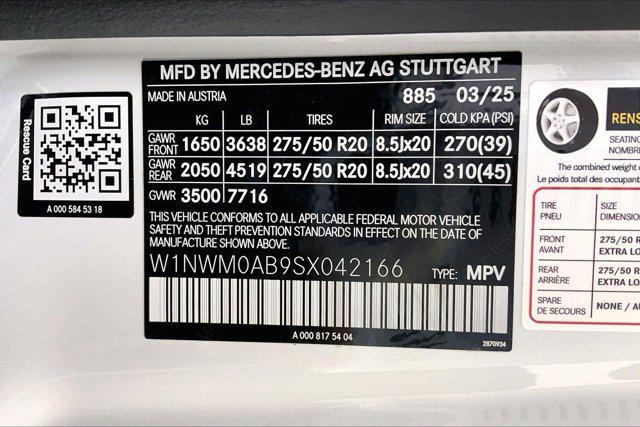 MFD BY MERCEDES-BENZ AG STUTTGART
MADE IN AUSTRIA 885 03/25
KG LB TIRES RIM SIZE COLD KPA (PSI)
GAWR FRONT 1650 3638 275/50 R20 8.5Jx20 270(39)
GAWR REAR 2050 4519 275/50 R20 8.5Jx20 310(45)
GVWR 3500 7716
THIS VEHICLE CONFORMS TO ALL APPLICABLE FEDERAL MOTOR VEHICLE
SAFETY AND THEFT PREVENTION STANDARDS IN EFFECT ON THE DATE OF
MANUFACTURE SHOWN ABOVE.
W1NWM0AB9SX042166 TYPE: MPV
A 000 817 54 04
2870934
Rescue Card
A 000 584 53 18
SEATING
NOMBRE
The combined weight
Le poids total des occupant
TIRE SIZE
PNEU DIMENSIO
FRONT 275/50 R
AVANT EXTRA LO
REAR 275/50 R
ARRIÈRE EXTRA LO
SPARE NONE / AU
DE SECOURS